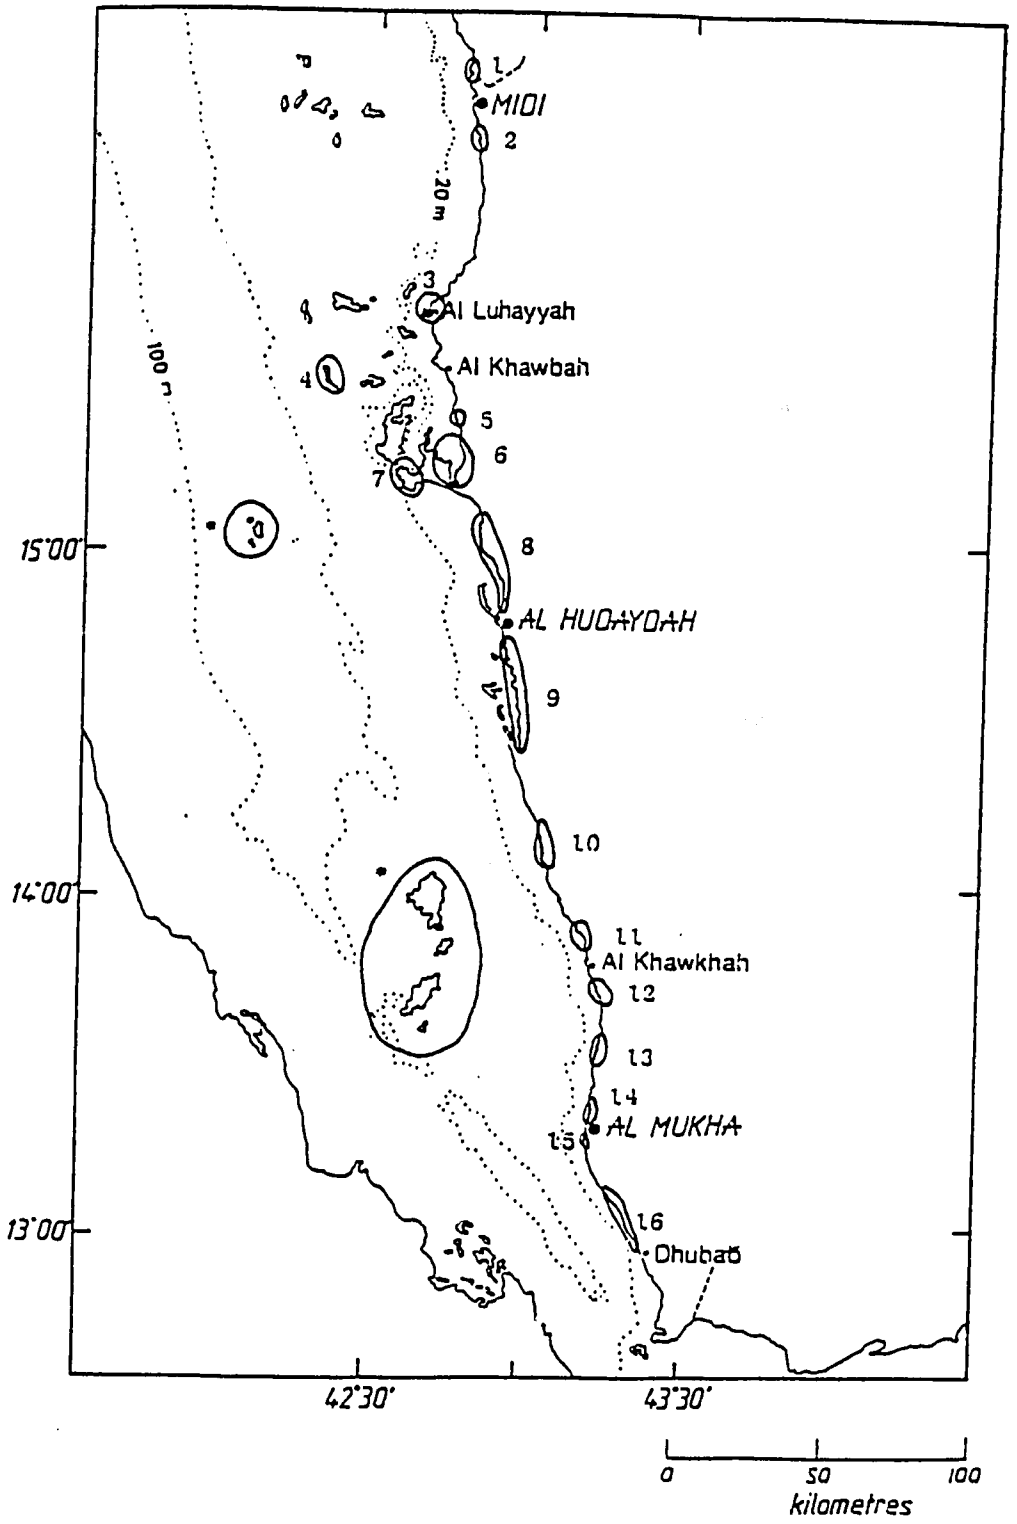 1
MIDI
2
20 m
3
Al Luhayyah
100 m
Al Khawbah
4
5
6
7
8
15°00'
AL HUDAYDAH
9
10
14°00'
11
Al Khawkhah
12
13
14
AL MUKHA
15
13°00'
16
Dhubab
42°30'
43°30'
0 50 100
kilometres